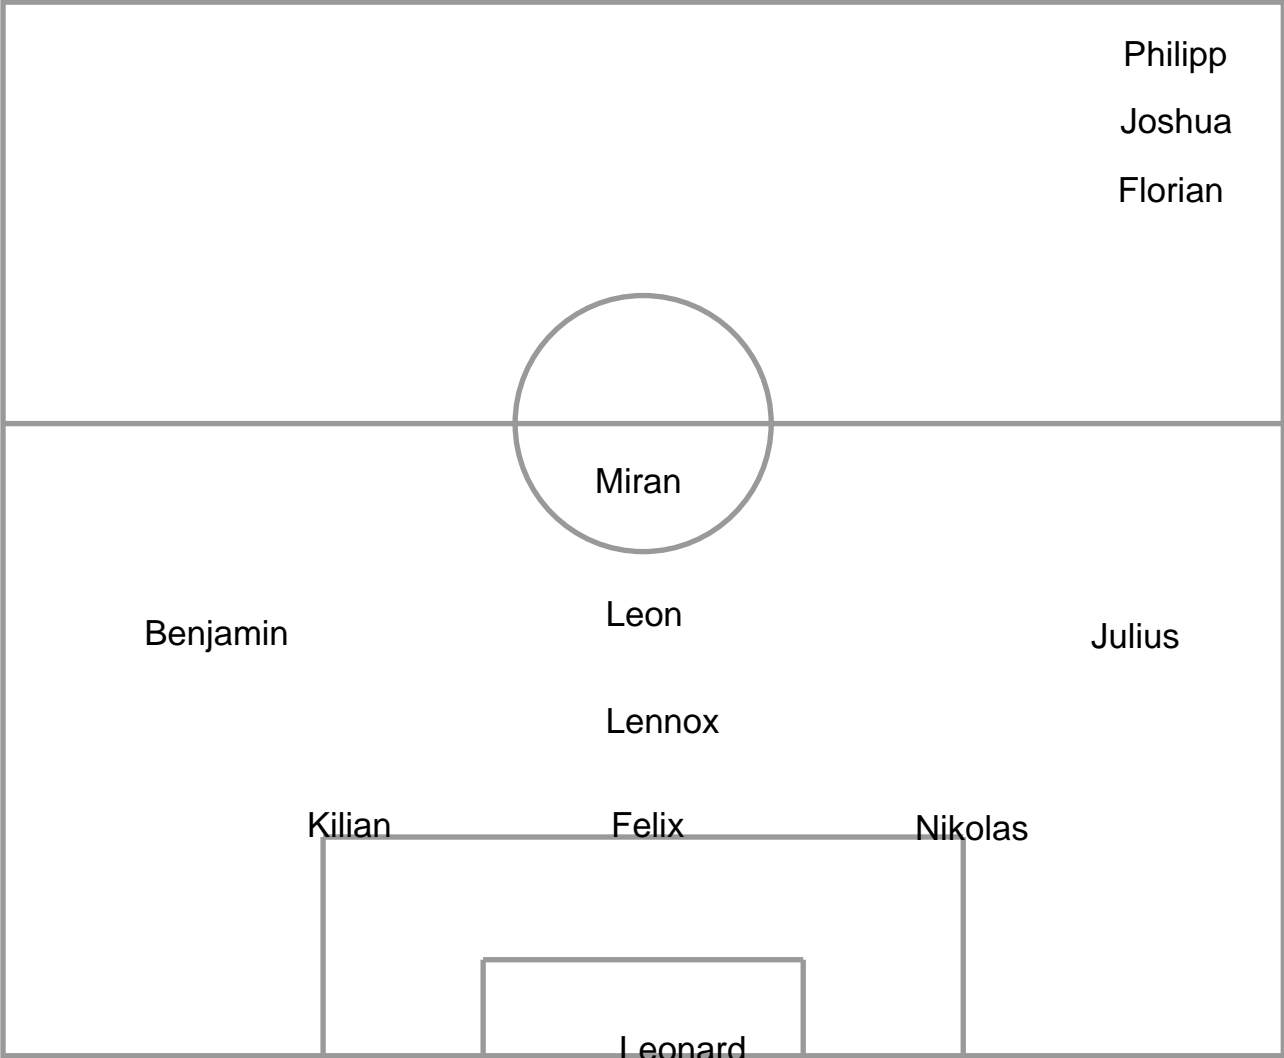 Philipp
Joshua
Florian
Miran
Leon
Benjamin
Julius
Lennox
Kilian
Felix
Nikolas
Leonard